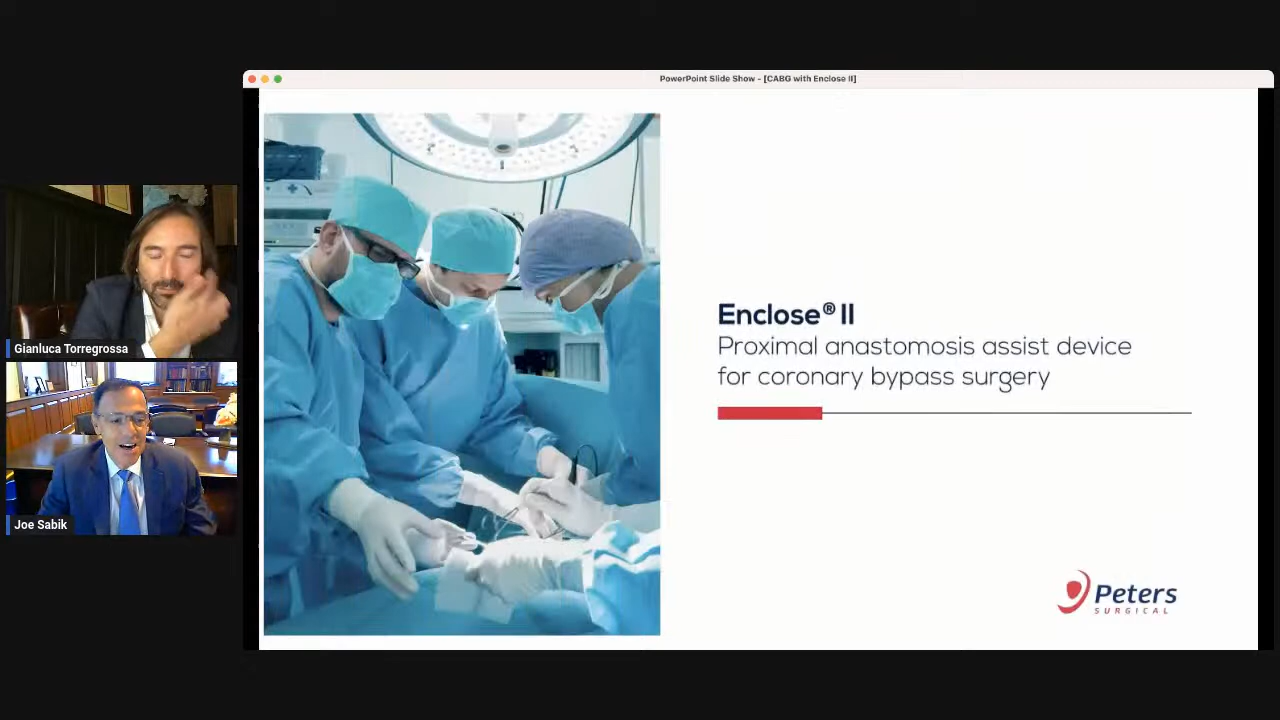 PowerPoint Slide Show - [CABG with Enclose II]
Gianluca Torregrossa
Joe Sabik
Enclose® II
Proximal anastomosis assist device
for coronary bypass surgery
Peters
SURGICAL